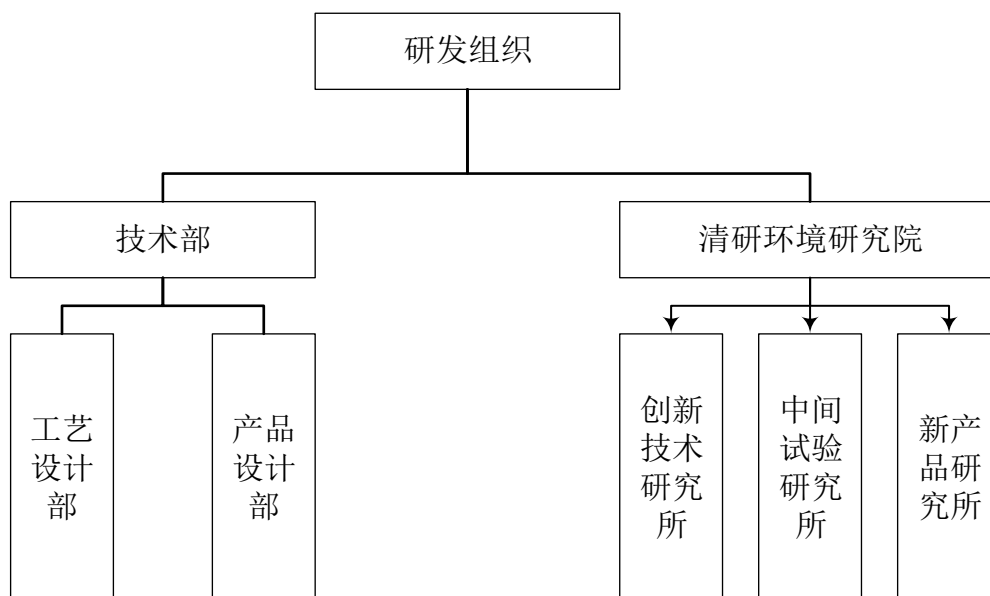 研发组织
技术部
清研环境研究院
工艺
设计
部
产品
设计
部
创新
技术
研究
所
中间
试验
研究
所
新产
品研
究所